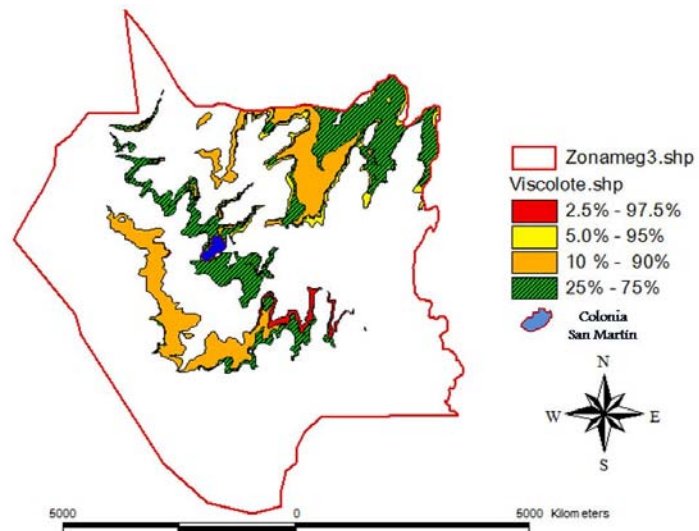 Zonameg3.shp
Viscolote.shp
2.5% - 97.5%
5.0% - 95%
10 % - 90%
25% - 75%
Colonia
San Martín
N
W E
S
5000 0 5000 Kilometers